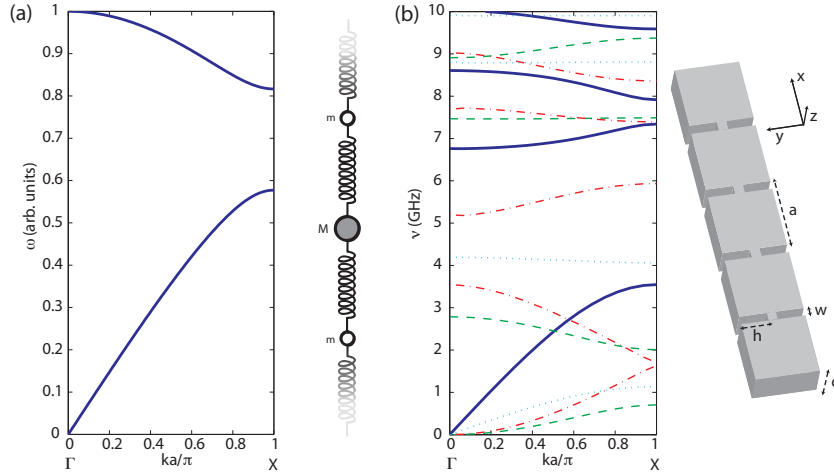 (a)
ω (arb. units)
1
0.9
0.8
0.7
0.6
0.5
0.4
0.3
0.2
0.1
0
0 0.2 0.4 0.6 0.8 1
Γ ka/π X
m
M
m
(b)
ν (GHz)
10
9
8
7
6
5
4
3
2
1
0
0 0.2 0.4 0.6 0.8 1
Γ ka/π X
x
z
y
a
w
h